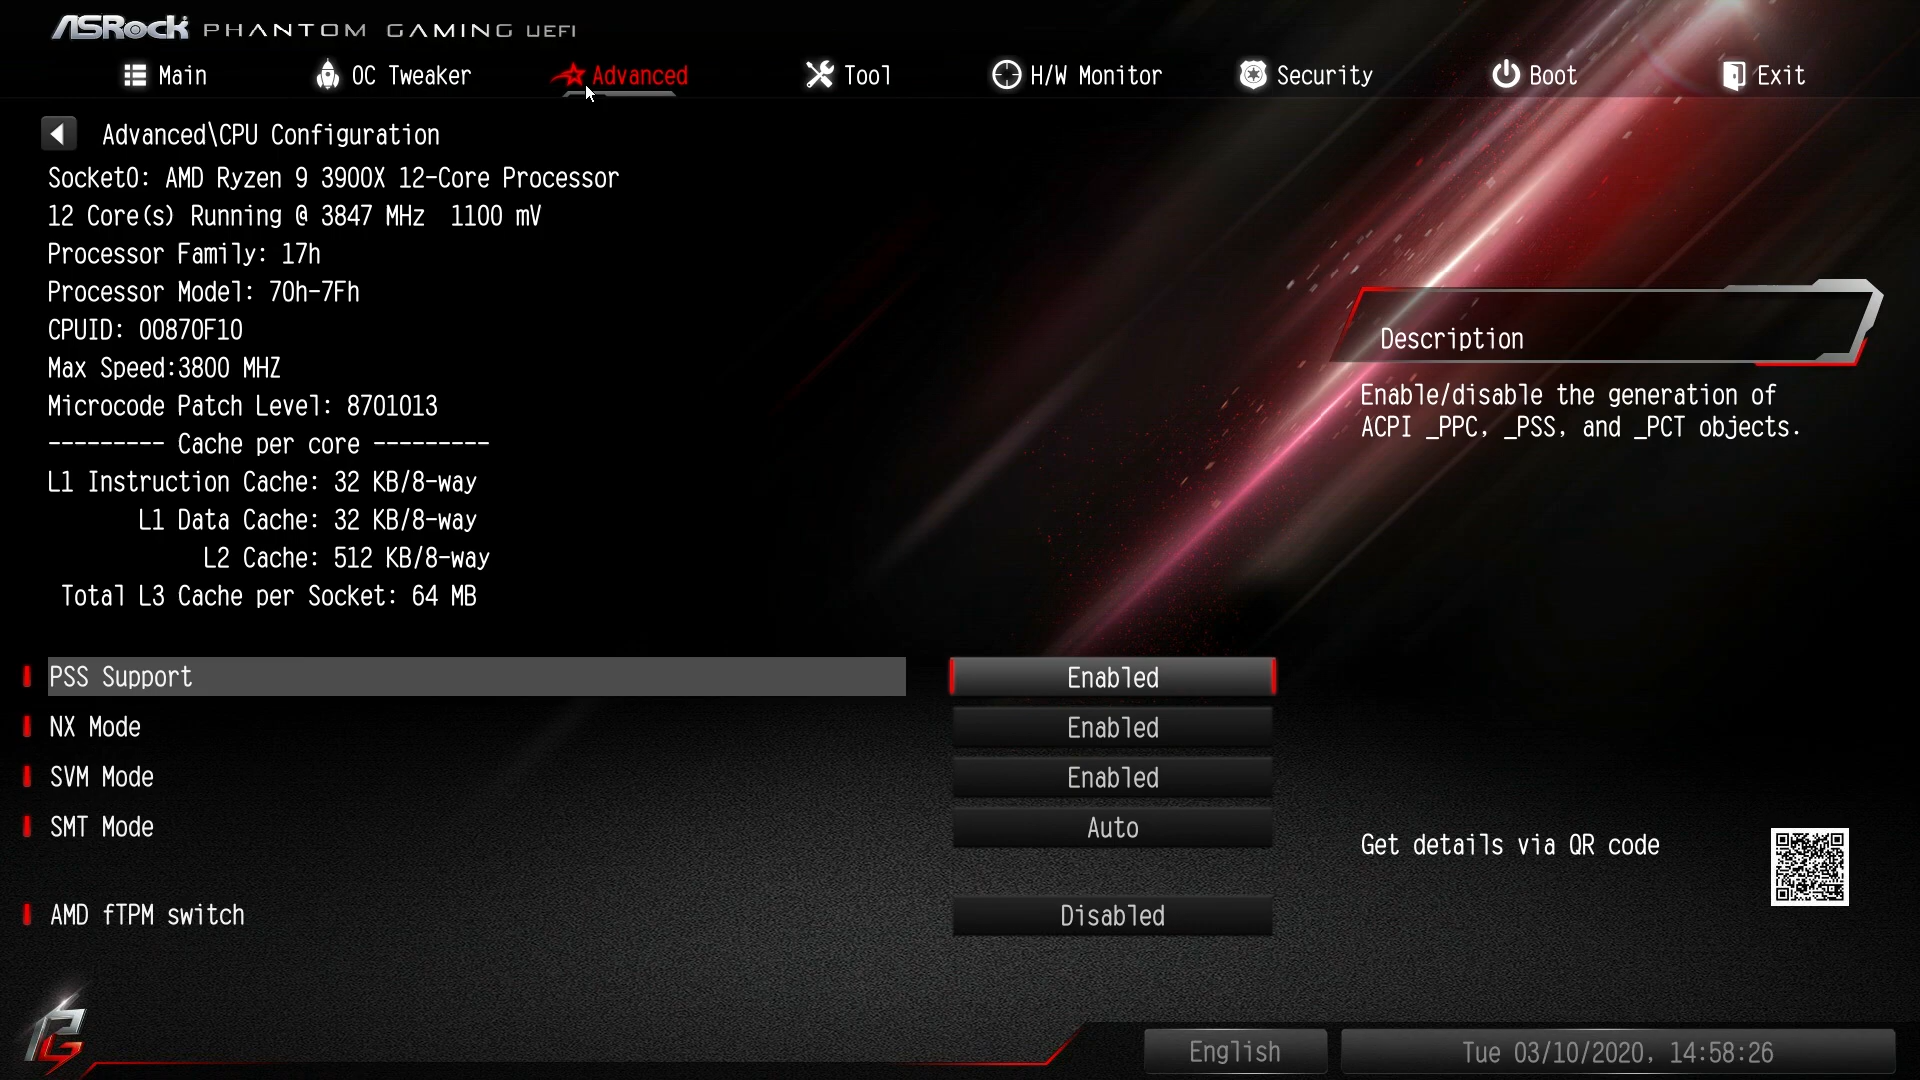 ASRock PHANTOM GAMING UEFI
Main OC Tweaker Advanced Tool H/W Monitor Security Boot Exit
Advanced\CPU Configuration
Socket0: AMD Ryzen 9 3900X 12-Core Processor
12 Core(s) Running @ 3847 MHz  1100 mV
Processor Family: 17h
Processor Model: 70h-7Fh
CPUID: 00870F10
Max Speed:3800 MHZ
Microcode Patch Level: 8701013
--------- Cache per core ---------
L1 Instruction Cache: 32 KB/8-way
L1 Data Cache: 32 KB/8-way
L2 Cache: 512 KB/8-way
Total L3 Cache per Socket: 64 MB
PSS Support Enabled
NX Mode Enabled
SVM Mode Enabled
SMT Mode Auto
AMD fTPM switch Disabled
Description
Enable/disable the generation of
ACPI _PPC, _PSS, and _PCT objects.
Get details via QR code
English
Tue 03/10/2020, 14:58:26